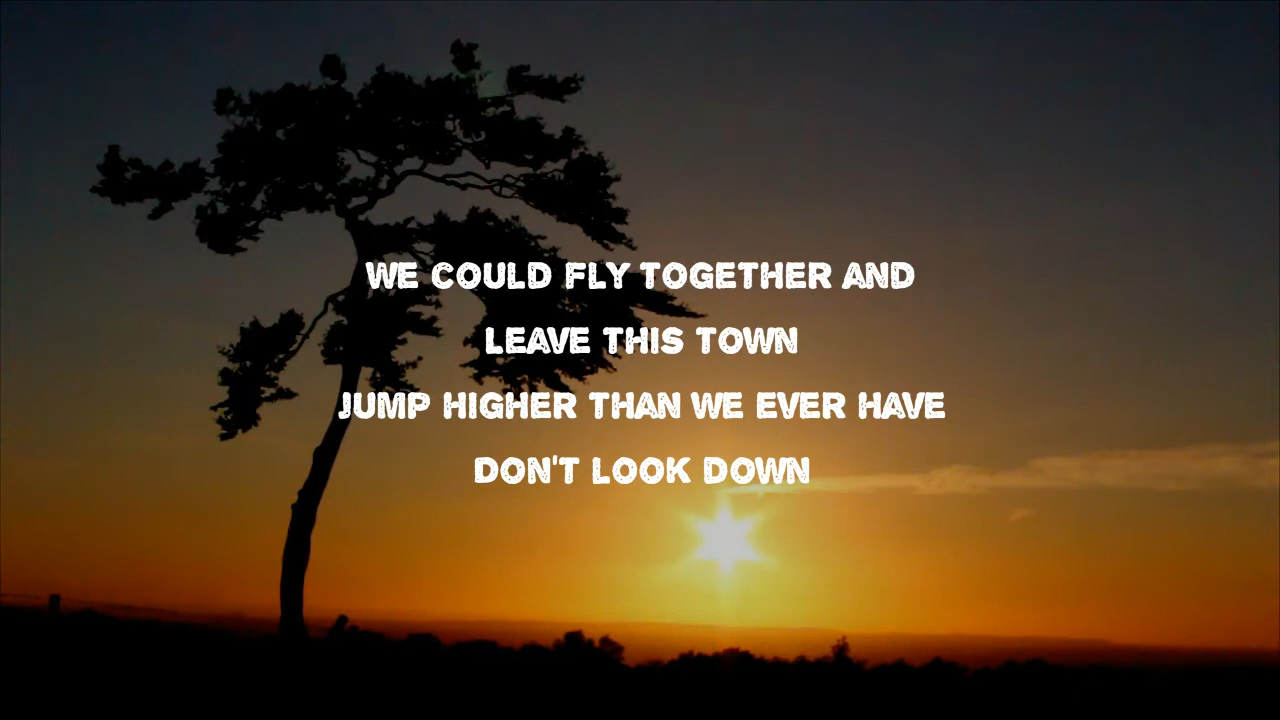 WE COULD FLY TOGETHER AND
LEAVE THIS TOWN
JUMP HIGHER THAN WE EVER HAVE
DON'T LOOK DOWN